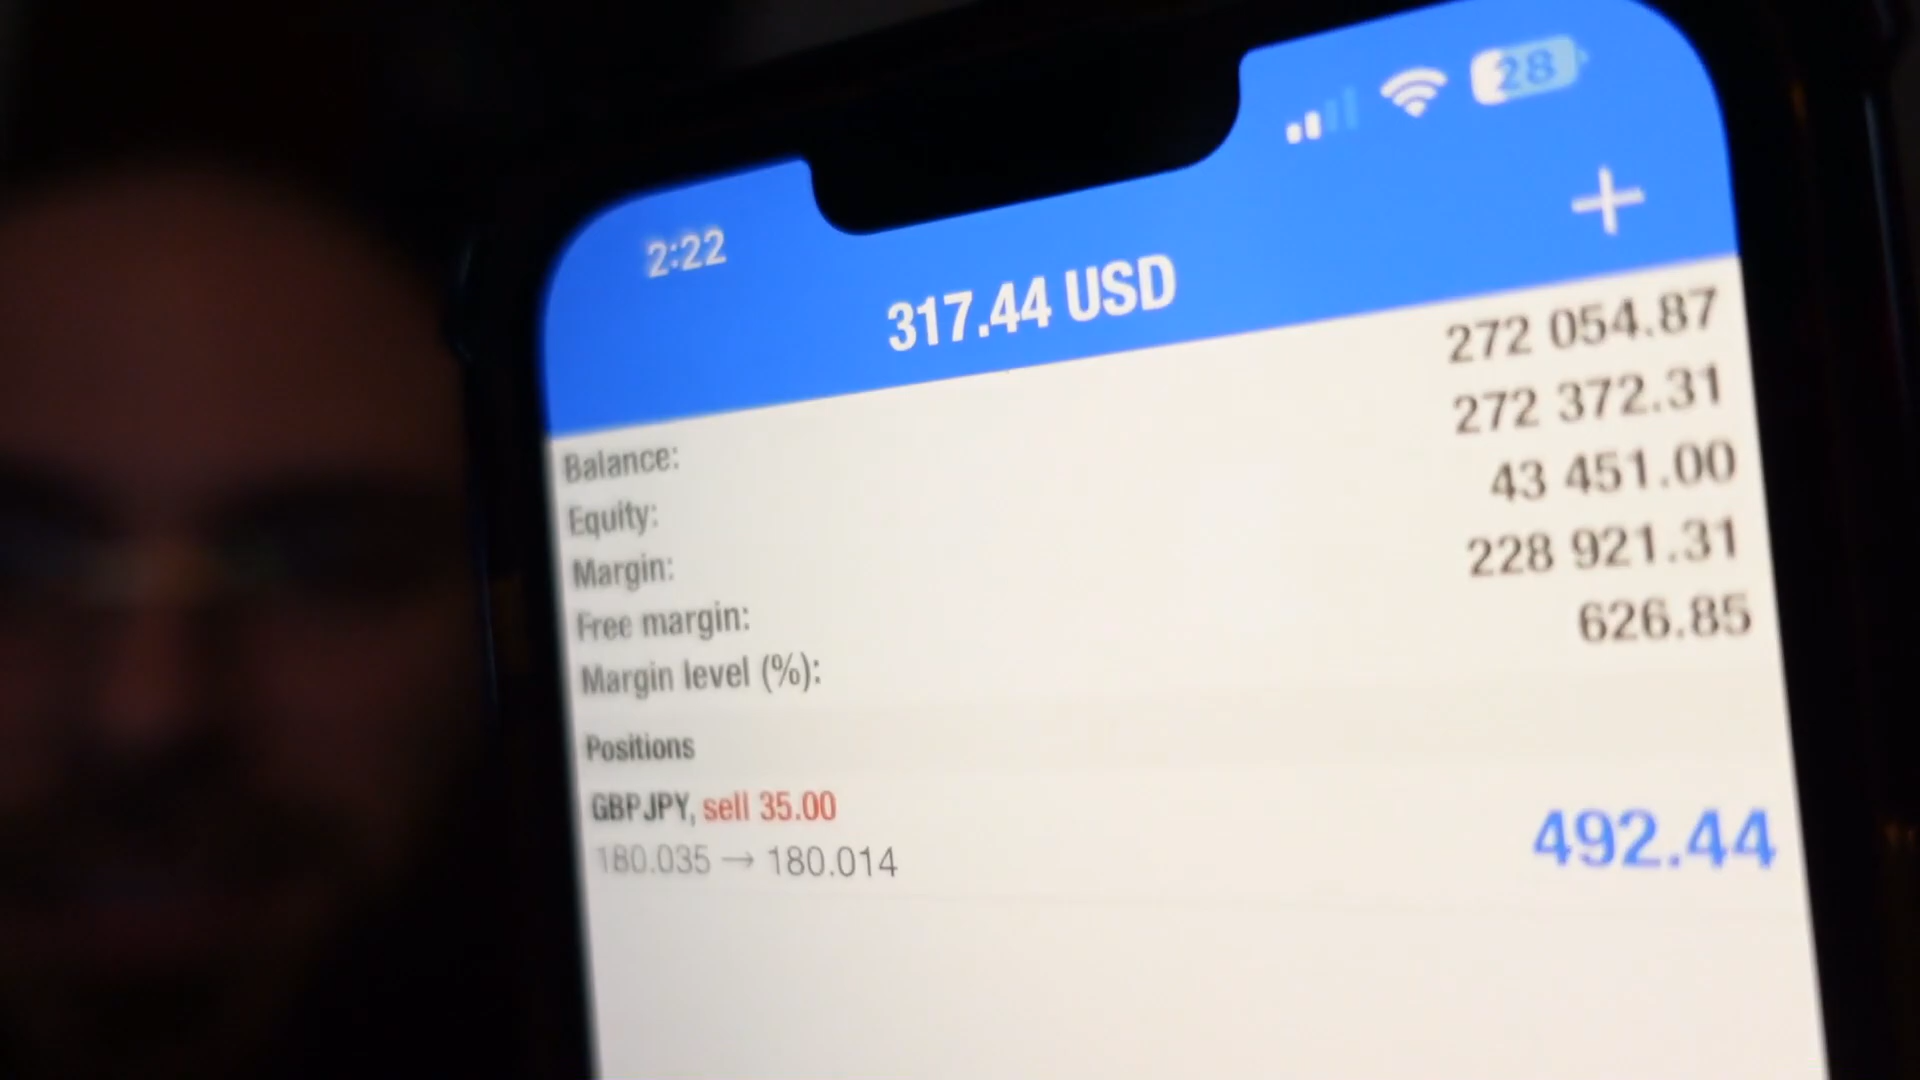 28
2:22
317.44 USD
Balance: 272 054.87
Equity: 272 372.31
Margin: 43 451.00
Free margin: 228 921.31
Margin level (%): 626.85
Positions
GBPJPY, sell 35.00
180.035 → 180.014 492.44